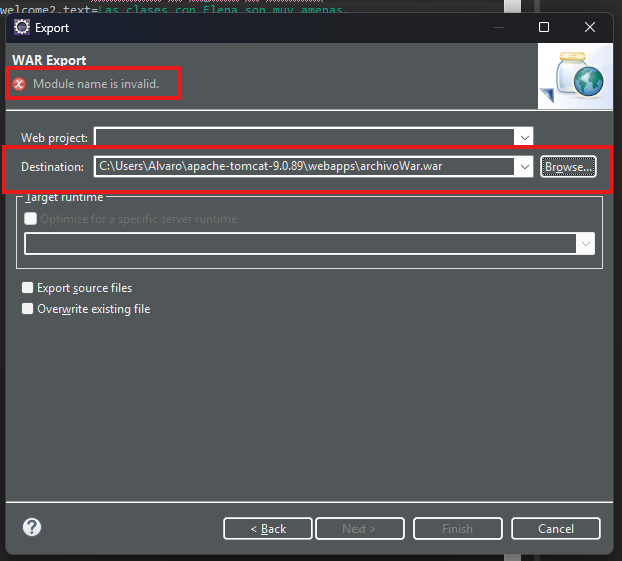 welcome2.text=Las clases con Elena son muy amenas.
Export
WAR Export
Module name is invalid.
Web project:
Destination: C:\Users\Alvaro\apache-tomcat-9.0.89\webapps\archivoWar.war Browse...
Target runtime
Optimize for a specific server runtime
Export source files
Overwrite existing file
? < Back Next > Finish Cancel